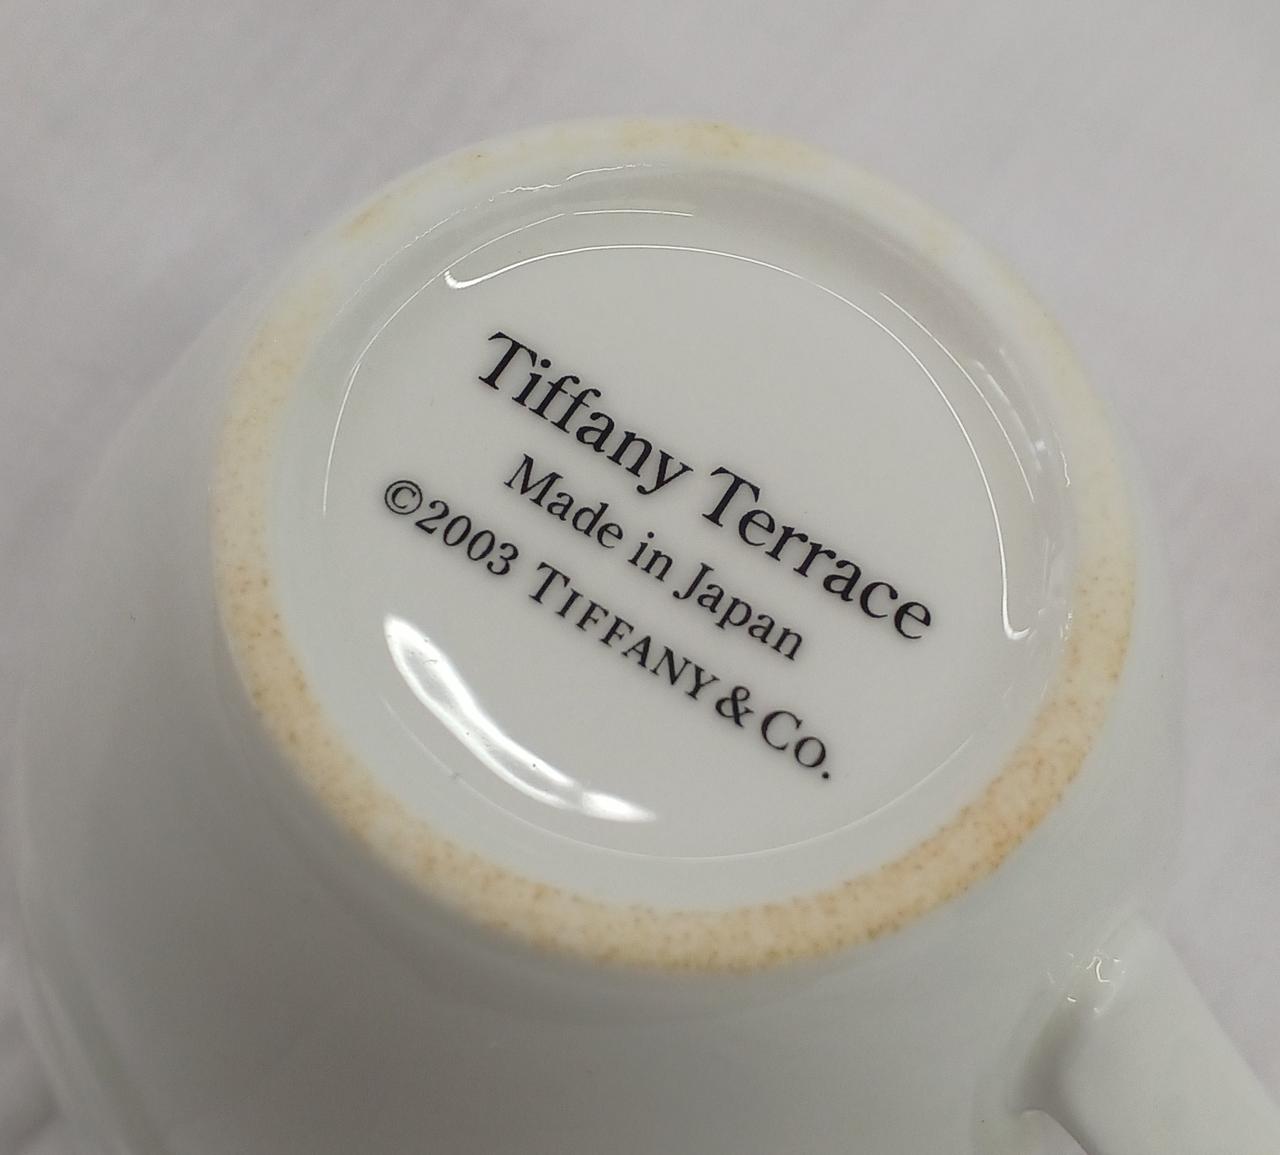 Tiffany Terrace
Made in Japan
©2003 TIFFANY & CO.